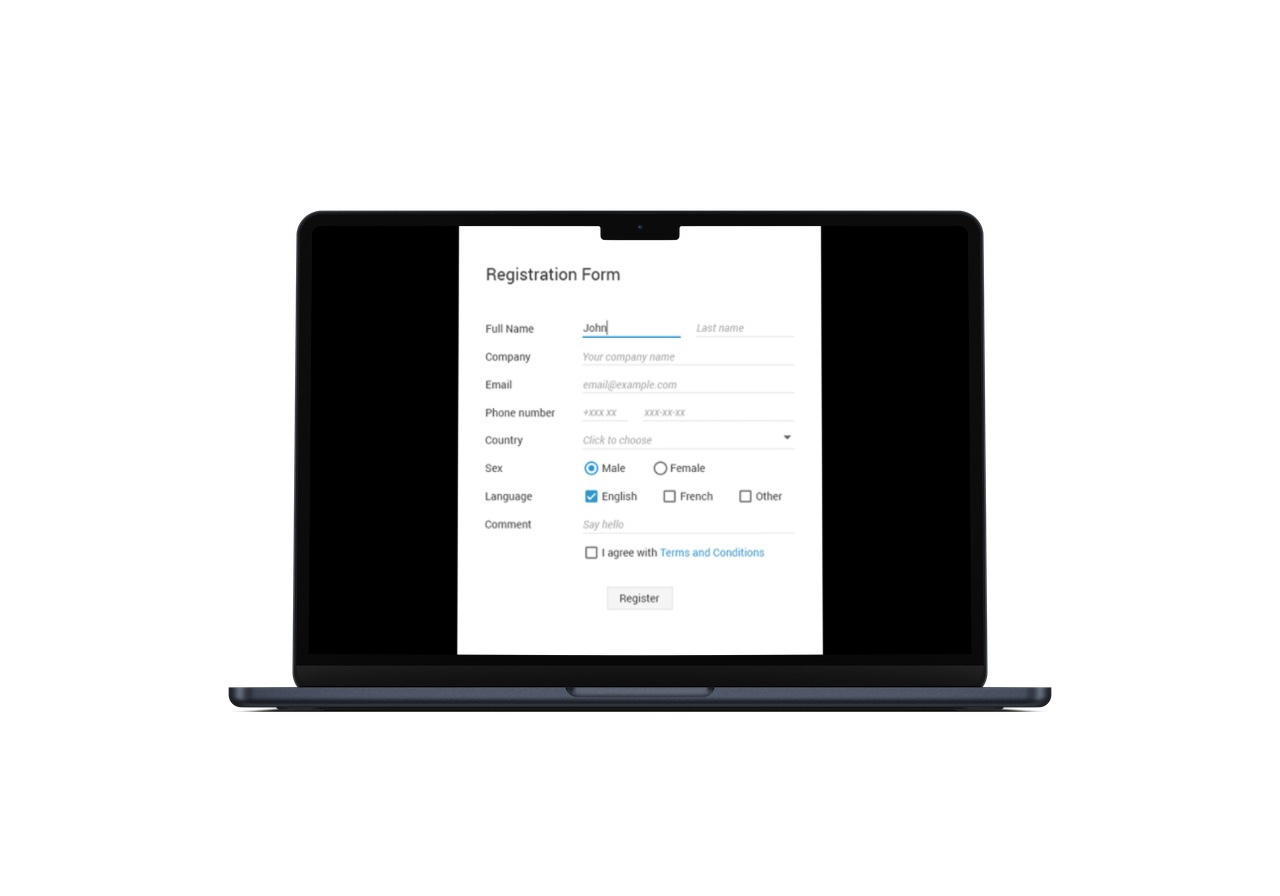 Registration Form
Full Name John Last name
Company Your company name
Email email@example.com
Phone number +xxx xx xxx-xx-xx
Country Click to choose
Sex Male Female
Language English French Other
Comment Say hello
I agree with Terms and Conditions
Register